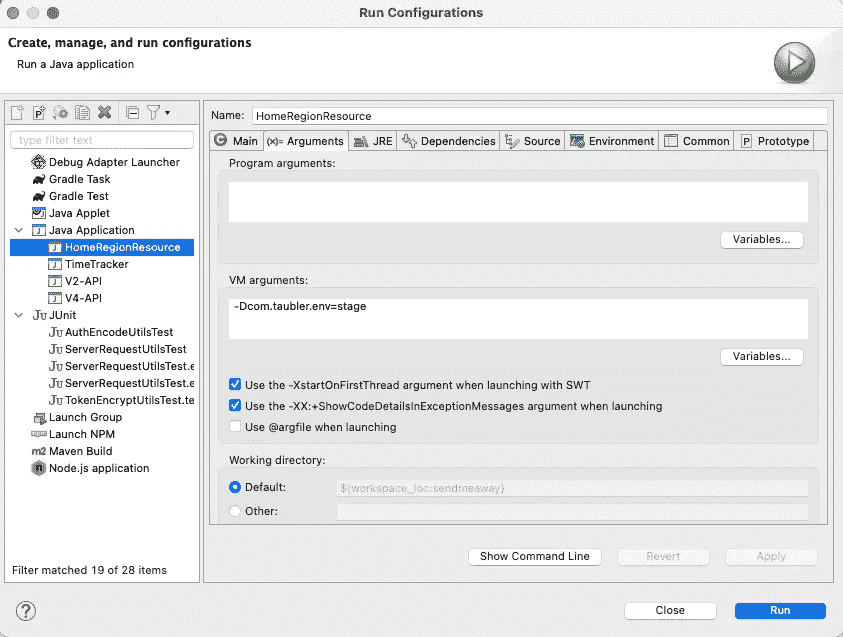 Run Configurations
Create, manage, and run configurations
Run a Java application
type filter text
Debug Adapter Launcher
Gradle Task
Gradle Test
Java Applet
Java Application
HomeRegionResource
TimeTracker
V2-API
V4-API
JUnit
AuthEncodeUtilsTest
ServerRequestUtilsTest
ServerRequestUtilsTest.e
ServerRequestUtilsTest.e
TokenEncryptUtilsTest.te
Launch Group
Launch NPM
Maven Build
Node.js application
Filter matched 19 of 28 items
Name: HomeRegionResource
Main (x)= Arguments JRE Dependencies Source Environment Common P Prototype
Program arguments:
Variables...
VM arguments:
-Dcom.taubler.env=stage
Variables...
Use the -XstartOnFirstThread argument when launching with SWT
Use the -XX:+ShowCodeDetailsInExceptionMessages argument when launching
Use @argfile when launching
Working directory:
Default: ${workspace_loc:sendmeaway}
Other:
Show Command Line Revert Apply
? Close Run